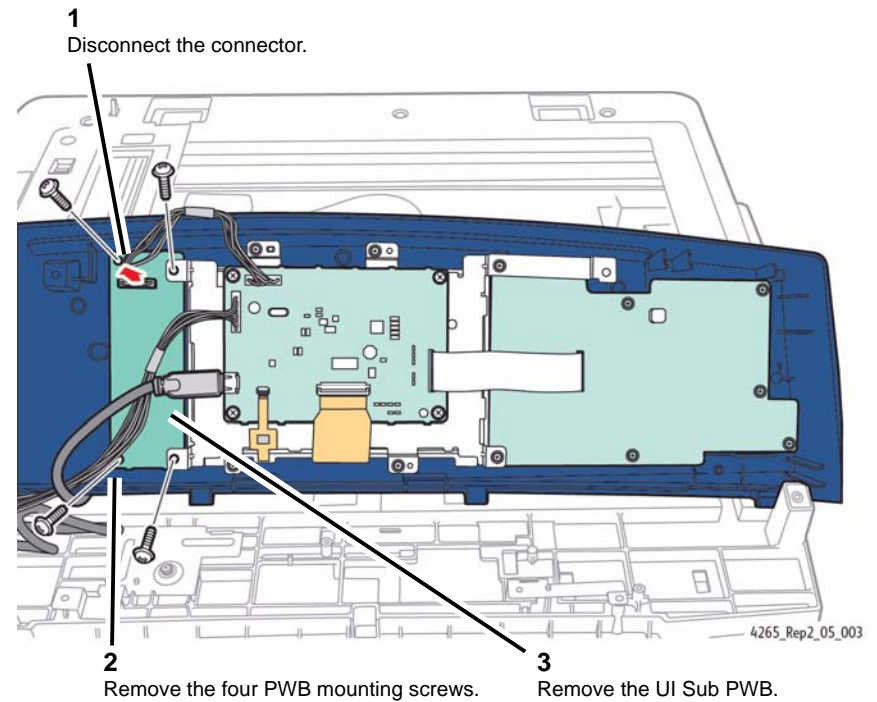 1
Disconnect the connector.
4265_Rep2_05_003
2
Remove the four PWB mounting screws.
3
Remove the UI Sub PWB.